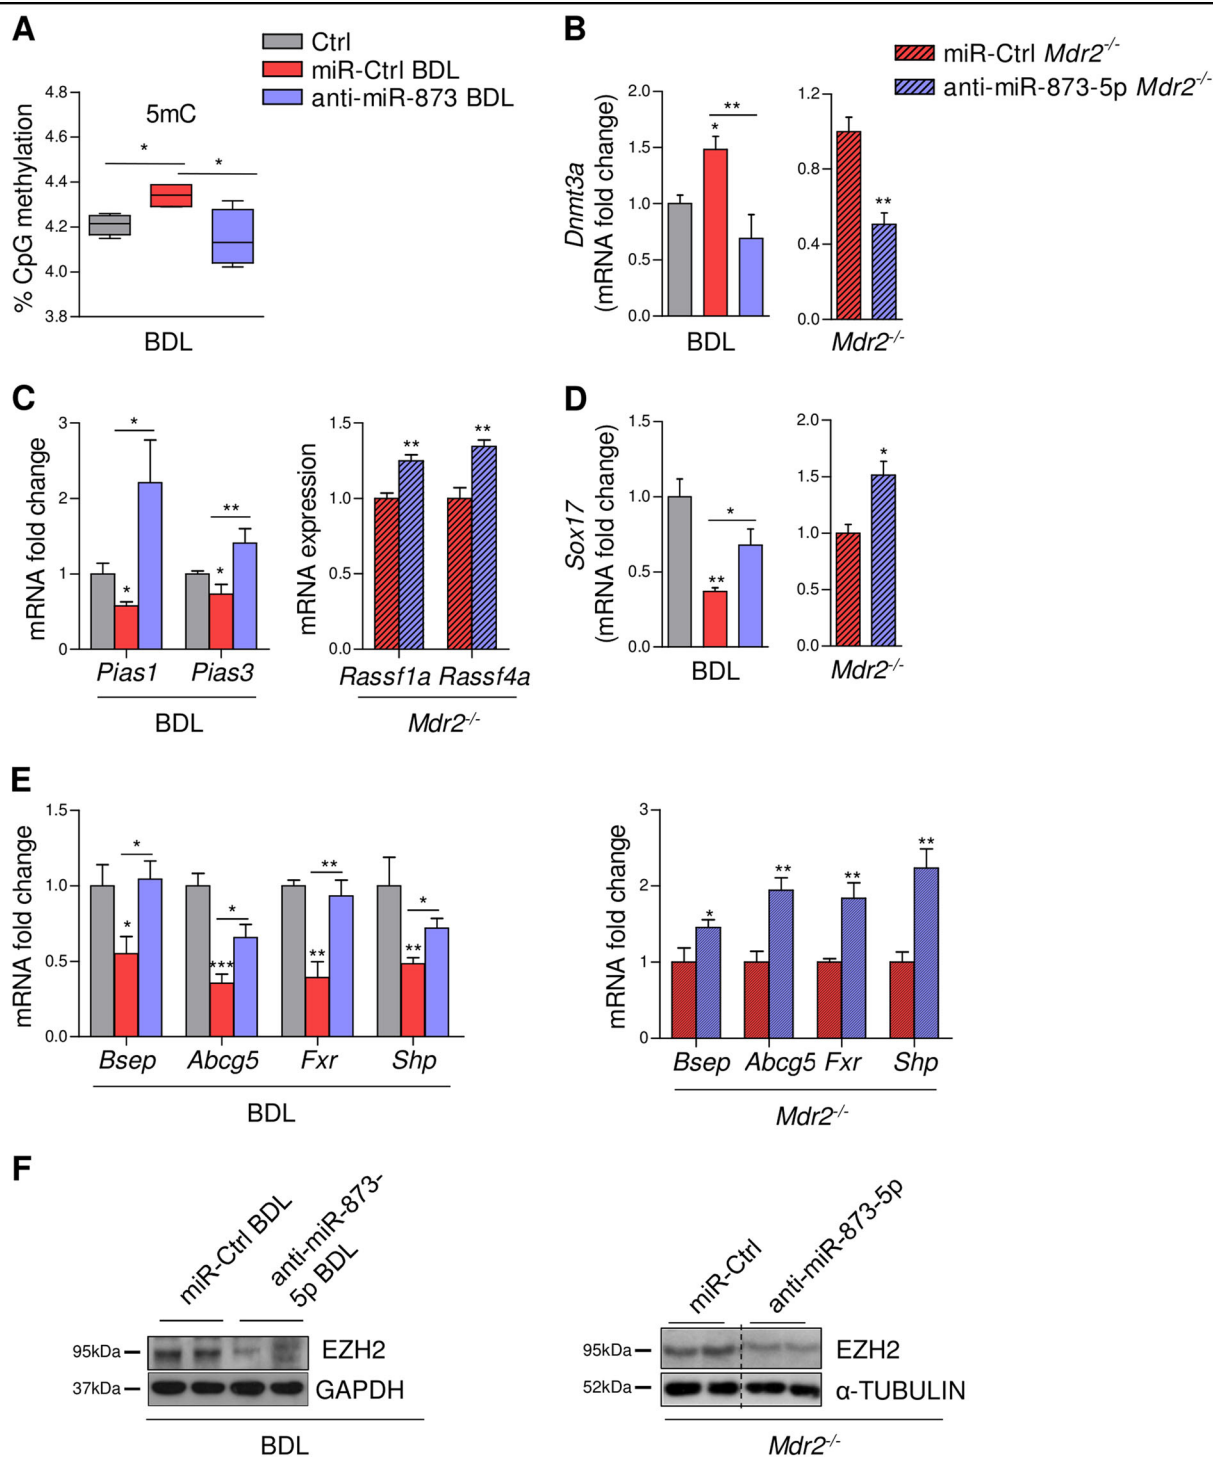 A
Ctrl
miR-Ctrl BDL
anti-miR-873 BDL
5mC
% CpG methylation
4.8
4.6
4.4
4.2
4.0
3.8
*
*
BDL
B
miR-Ctrl Mdr2-/-
anti-miR-873-5p Mdr2-/-
Dnmt3a
(mRNA fold change)
2.0
1.5
1.0
0.5
0.0
**
*
BDL
1.2
0.8
0.4
0.0
**
Mdr2-/-
C
mRNA fold change
3
2
1
0
*
*
**
*
Pias1 Pias3
BDL
mRNA expression
1.5
1.0
0.5
0.0
** **
Rassf1a Rassf4a
Mdr2-/-
D
Sox17
(mRNA fold change)
1.5
1.0
0.5
0.0
*
**
BDL
2.0
1.5
1.0
0.5
0.0
*
Mdr2-/-
E
mRNA fold change
1.5
1.0
0.5
0.0
* * ** *
* *** ** **
Bsep Abcg5 Fxr Shp
BDL
mRNA fold change
3
2
1
0
* ** ** **
Bsep Abcg5 Fxr Shp
Mdr2-/-
F
miR-Ctrl BDL
anti-miR-873-
5p BDL
95kDa
EZH2
37kDa
GAPDH
BDL
miR-Ctrl
anti-miR-873-5p
95kDa
EZH2
52kDa
α-TUBULIN
Mdr2-/-